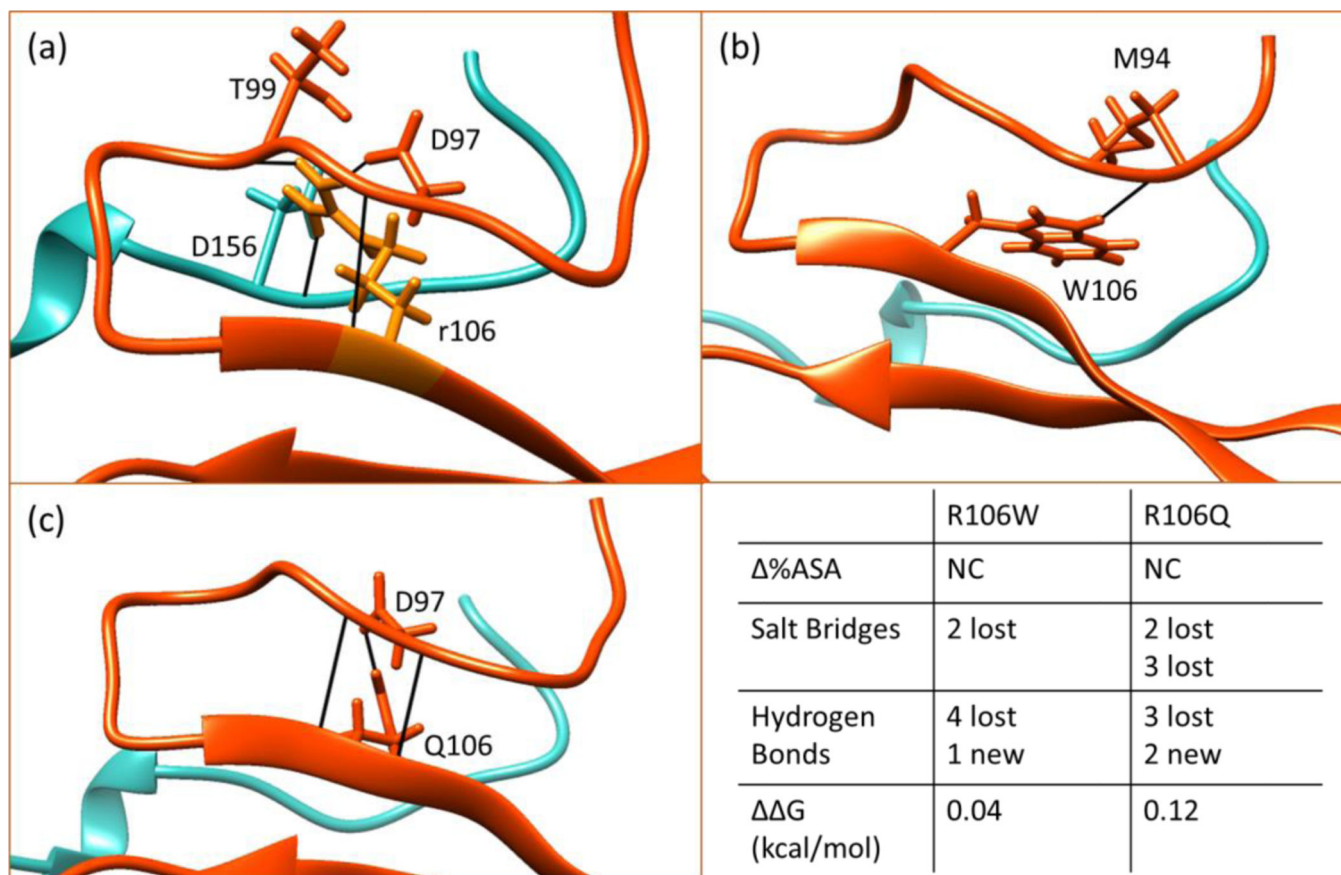 (a)
T99
D97
D156
r106
(b)
M94
W106
(c)
D97
Q106
R106W R106Q
Δ%ASA NC NC
Salt Bridges 2 lost 2 lost
3 lost
Hydrogen 4 lost 3 lost
Bonds 1 new 2 new
ΔΔG 0.04 0.12
(kcal/mol)